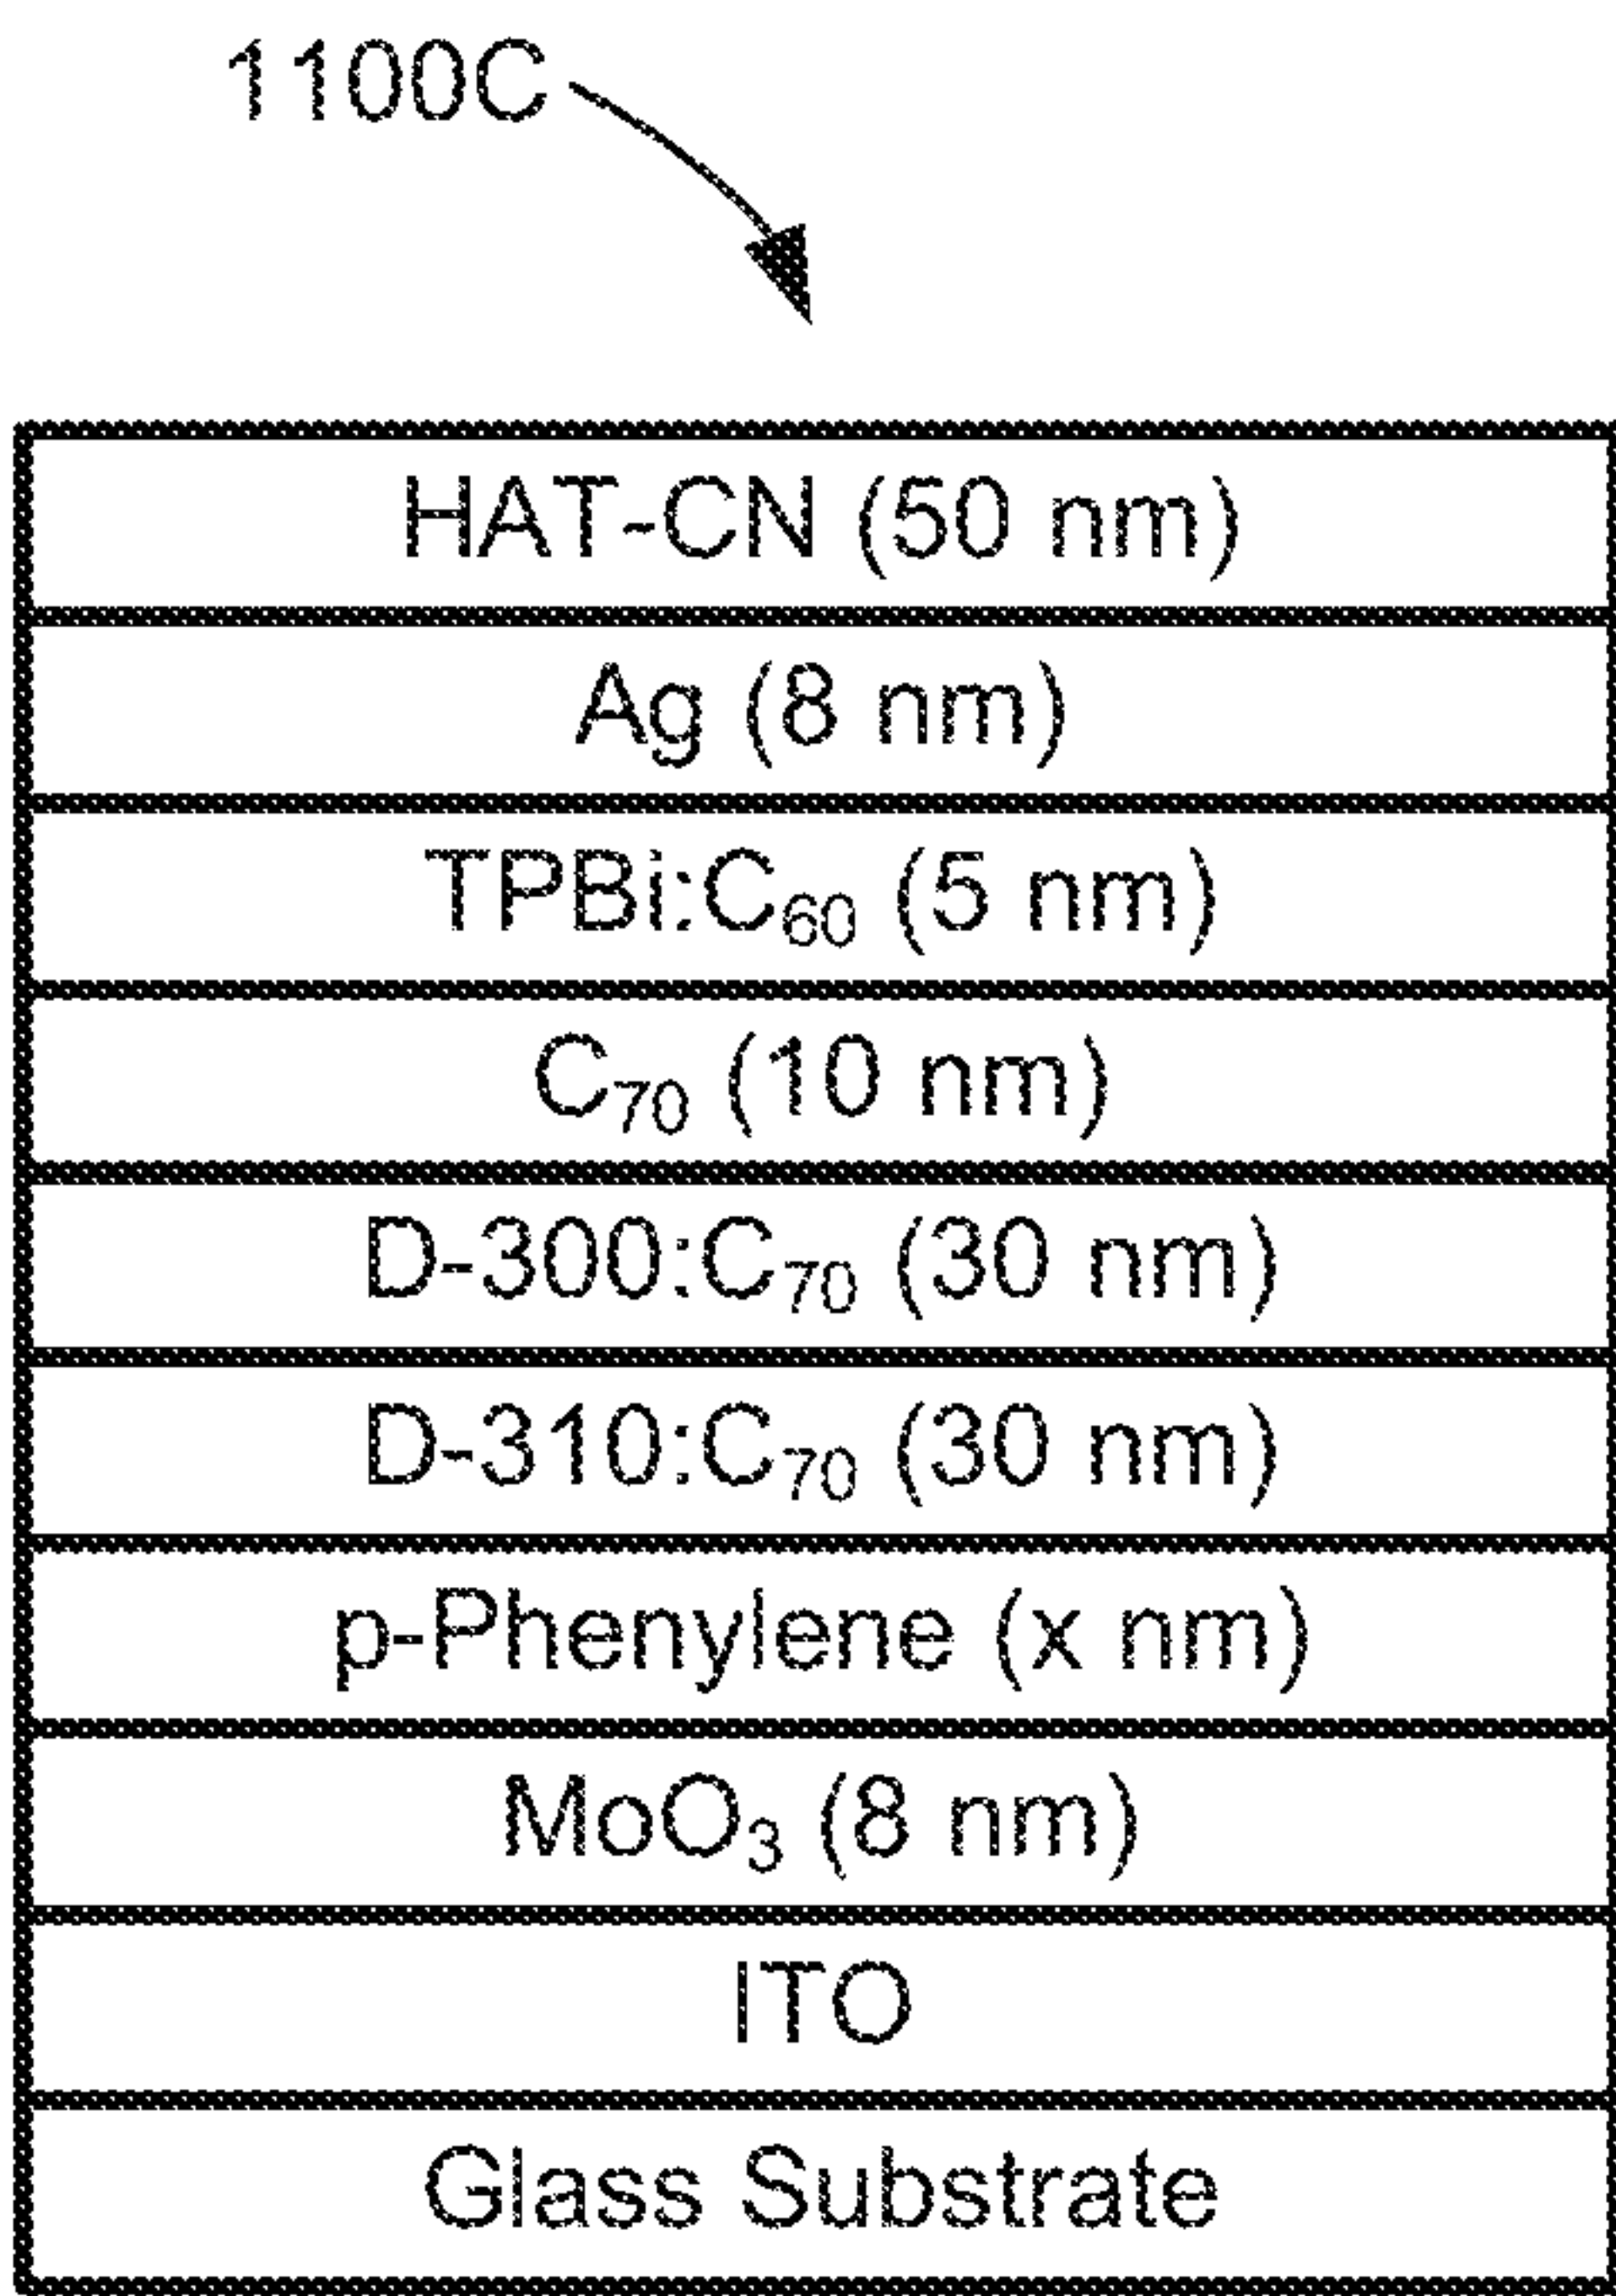 1100C
HAT-CN (50 nm)
Ag (8 nm)
TPBi:C₆₀ (5 nm)
C₇₀ (10 nm)
D-300:C₇₀ (30 nm)
D-310:C₇₀ (30 nm)
p-Phenylene (x nm)
MoO₃ (8 nm)
ITO
Glass Substrate